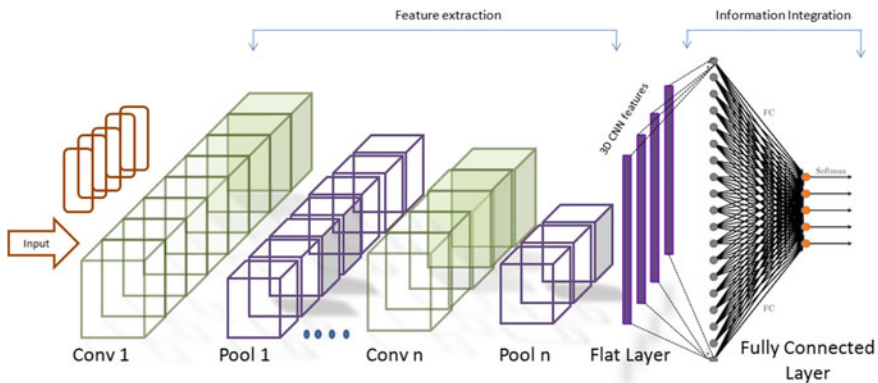 Feature extraction
Information Integration
Input
3D CNN features
FC
Softmax
FC
Conv 1
Pool 1
Conv n
Pool n
Flat Layer
Fully Connected
Layer